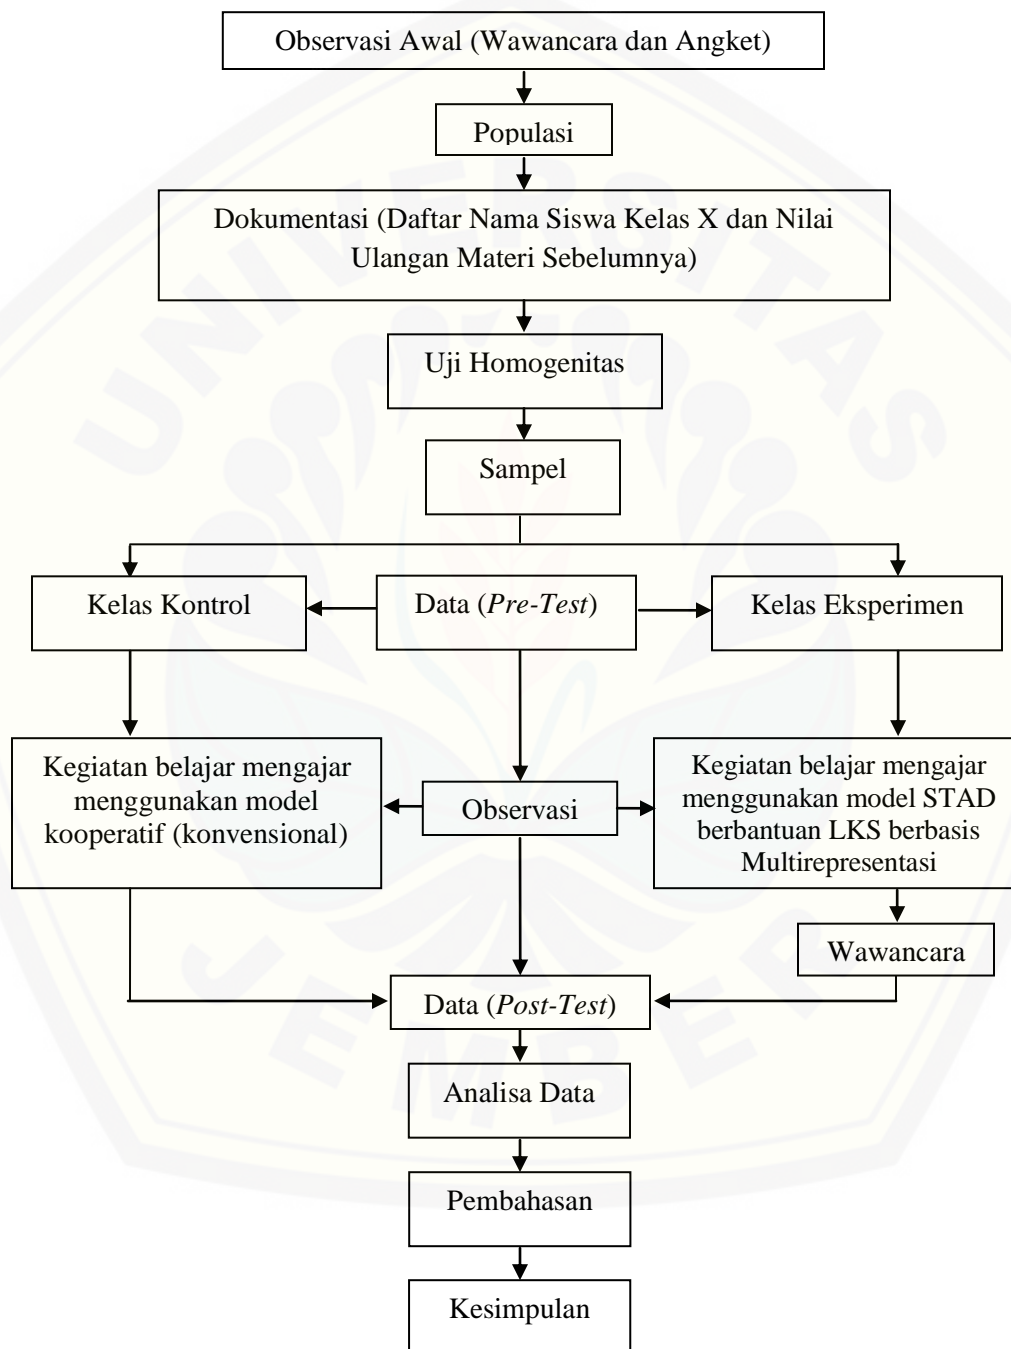 Observasi Awal (Wawancara dan Angket)
Populasi
Dokumentasi (Daftar Nama Siswa Kelas X dan Nilai
Ulangan Materi Sebelumnya)
Uji Homogenitas
Sampel
Kelas Kontrol
Data (Pre-Test)
Kelas Eksperimen
Kegiatan belajar mengajar
menggunakan model
kooperatif (konvensional)
Observasi
Kegiatan belajar mengajar
menggunakan model STAD
berbantuan LKS berbasis
Multirepresentasi
Wawancara
Data (Post-Test)
Analisa Data
Pembahasan
Kesimpulan
UNIVERSITAS
JEMBER